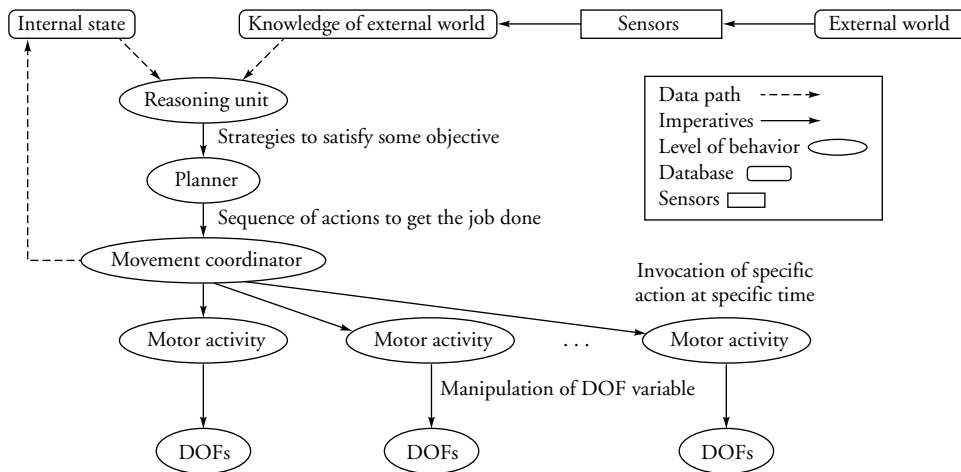 Internal state
Knowledge of external world
Sensors
External world
Reasoning unit
Data path
Imperatives
Level of behavior
Database
Sensors
Strategies to satisfy some objective
Planner
Sequence of actions to get the job done
Movement coordinator
Invocation of specific
action at specific time
Motor activity
Motor activity
. . .
Motor activity
Manipulation of DOF variable
DOFs
DOFs
DOFs